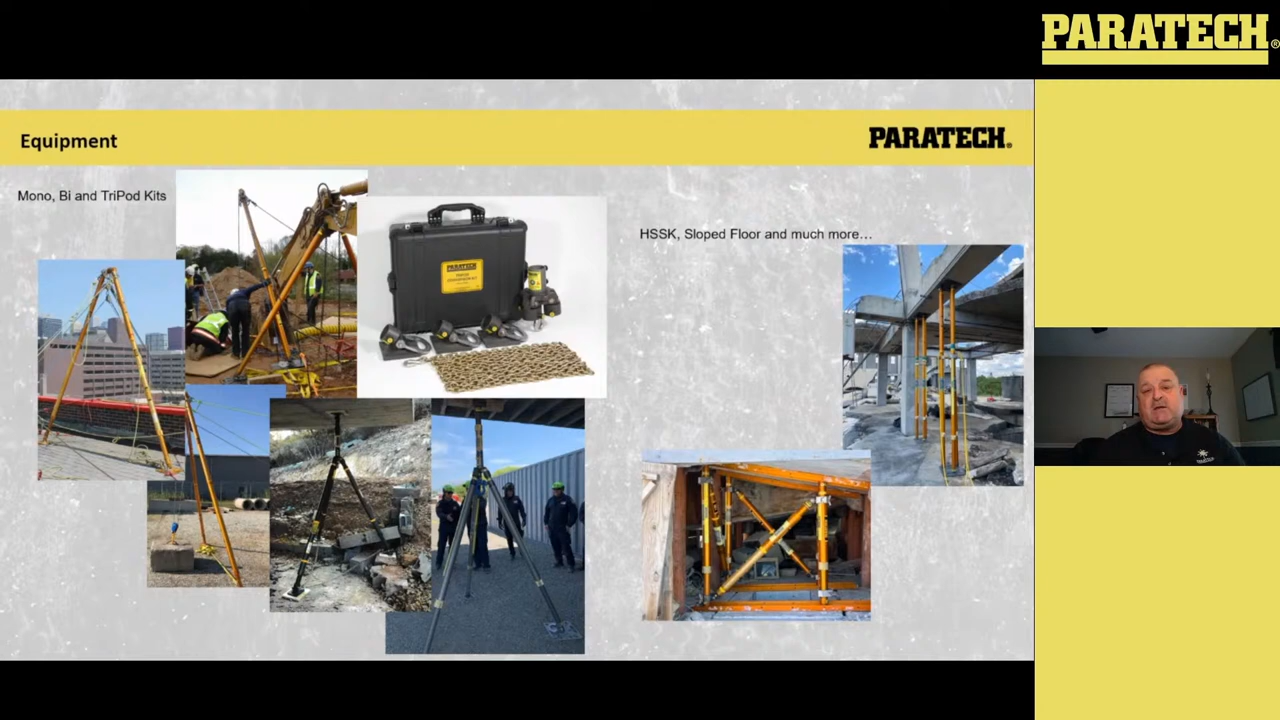 PARATECH®
Equipment
PARATECH®
Mono, Bi and TriPod Kits
HSSK, Sloped Floor and much more…
PARATECH